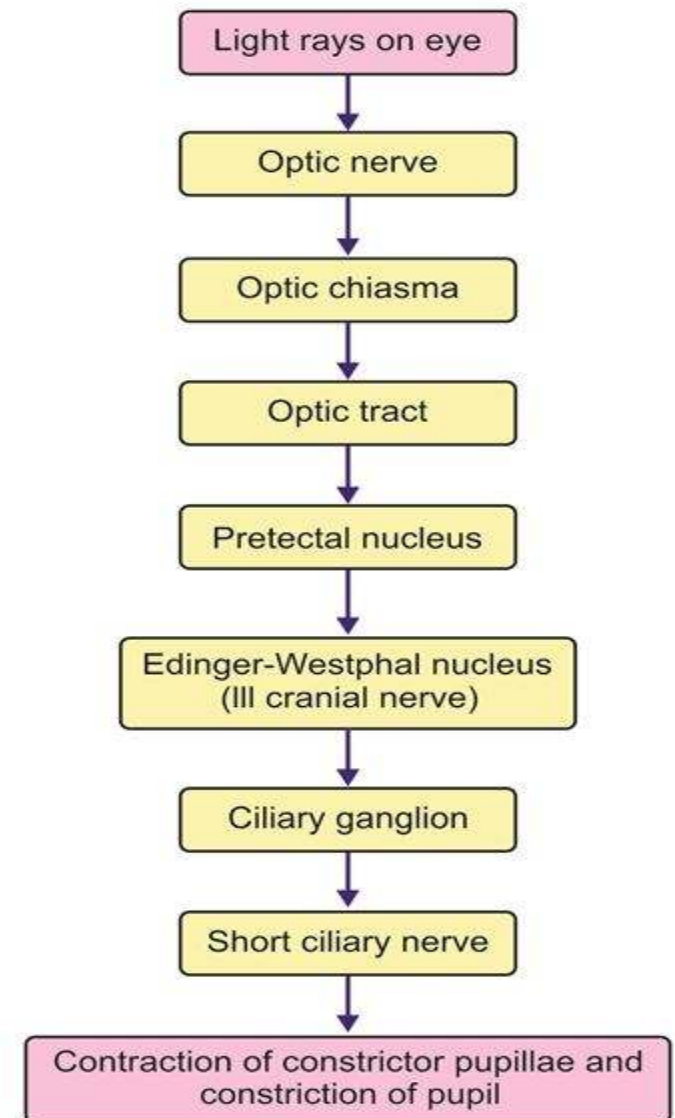 Light rays on eye
Optic nerve
Optic chiasma
Optic tract
Pretectal nucleus
Edinger-Westphal nucleus
(III cranial nerve)
Ciliary ganglion
Short ciliary nerve
Contraction of constrictor pupillae and
constriction of pupil